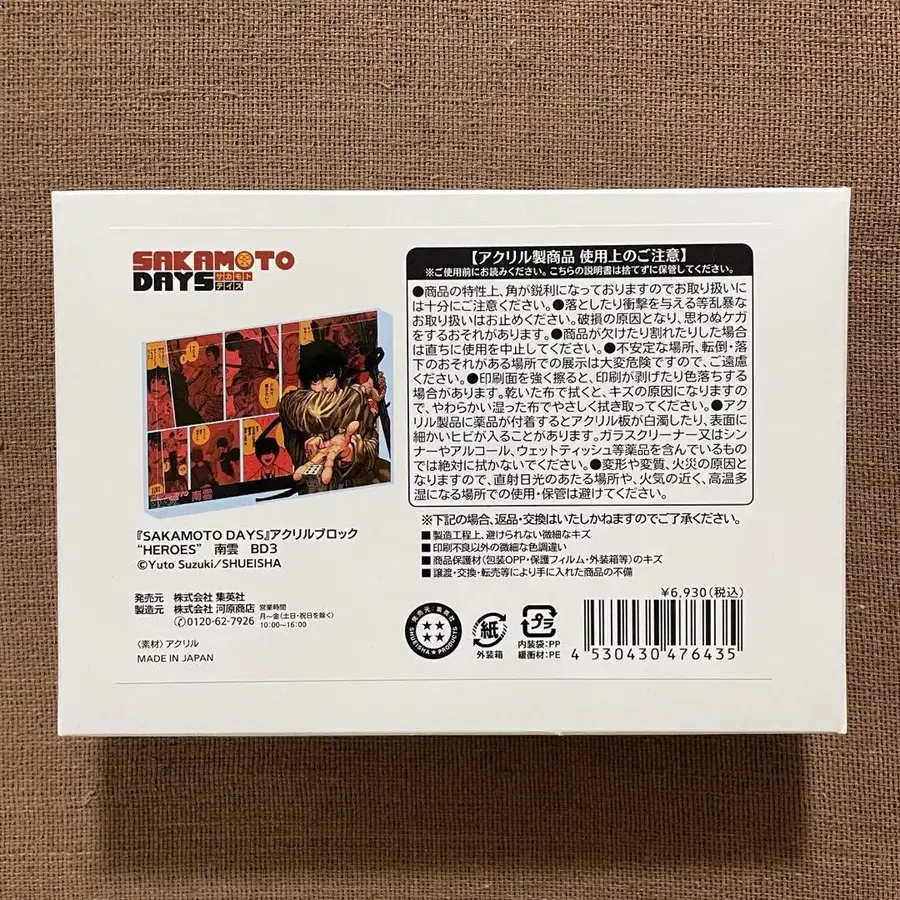 SAKAMOTO
DAYS サカモト
デイズ
『SAKAMOTO DAYS』アクリルブロック
“HEROES” 南雲 BD3
©Yuto Suzuki/SHUEISHA
発売元 株式会社 集英社
製造元 株式会社 河原商店
0120-62-7926
営業時間
月～金(土・日・祝日を除く)
10:00～16:00
〈素材〉アクリル
MADE IN JAPAN
【アクリル製商品 使用上のご注意】
※ご使用前にお読みください。こちらの説明書は捨てずに保管してください。
●商品の特性上、角が鋭利になっておりますのでお取り扱いに
は十分にご注意ください。●落としたり衝撃を与える等乱暴な
お取り扱いはお止めください。破損の原因となり、思わぬケガ
をするおそれがあります。●商品が欠けたり割れたりした場合
は直ちに使用を中止してください。●不安定な場所、転倒・落
下のおそれがある場所での展示は大変危険ですので、ご遠慮
ください。●印刷面を強く擦ると、印刷が剥げたり色落ちする
場合があります。乾いた布で拭くと、キズの原因になりますの
で、やわらかい湿った布でやさしく拭き取ってください。●アク
リル製品に薬品が付着するとアクリル板が白濁したり、表面に
細かいヒビが入ることがあります。ガラスクリーナー又はシン
ナーやアルコール、ウェットティッシュ等薬品を含んでいるもの
では絶対に拭かないでください。●変形や変質、火災の原因と
なりますので、直射日光のあたる場所や、火気の近く、高温多
湿になる場所での使用・保管は避けてください。
※下記の場合、返品・交換はいたしかねますのでご了承ください。
■製造工程上、避けられない微細なキズ
■印刷不良以外の微細な色調違い
■商品保護材(包装OPP・保護フィルム・外装箱等)のキズ
■譲渡・交換・転売等により手に入れた商品の不備
¥6,930(税込)
発売元:集英社
SHUEISHA PRODUCTS
紙
外装箱
プラ
内装袋:PP
緩衝材:PE
4 530430 476435
南雲